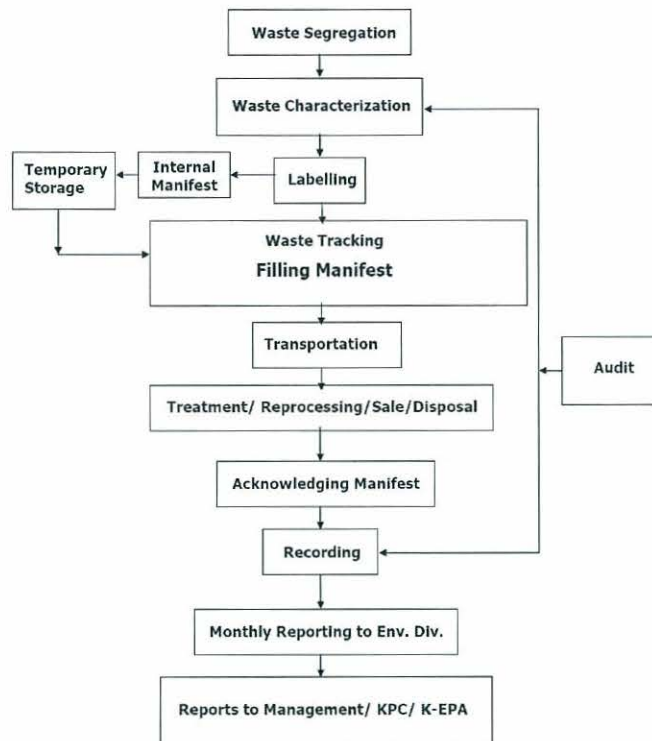 Waste Segregation
Waste Characterization
Temporary
Storage
Internal
Manifest
Labelling
Waste Tracking
Filling Manifest
Transportation
Audit
Treatment/ Reprocessing/Sale/Disposal
Acknowledging Manifest
Recording
Monthly Reporting to Env. Div.
Reports to Management/ KPC/ K-EPA